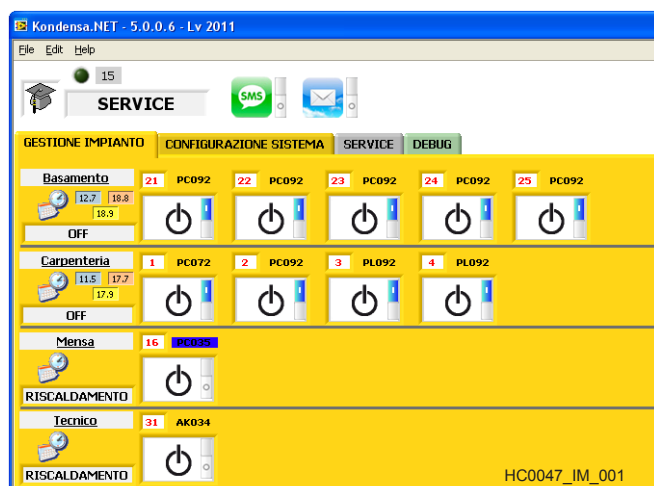 Kondensa.NET - 5.0.0.6 - Lv 2011
File Edit Help
15
SERVICE
SMS
GESTIONE IMPIANTO CONFIGURAZIONE SISTEMA SERVICE DEBUG
Basamento 21 PC092 22 PC092 23 PC092 24 PC092 25 PC092
12.7 18.8
18.9
OFF
Carpenteria 1 PC072 2 PC092 3 PL092 4 PL092
11.5 17.7
17.9
OFF
Mensa 16 PC035
RISCALDAMENTO
Tecnico 31 AK034
RISCALDAMENTO
HC0047_IM_001